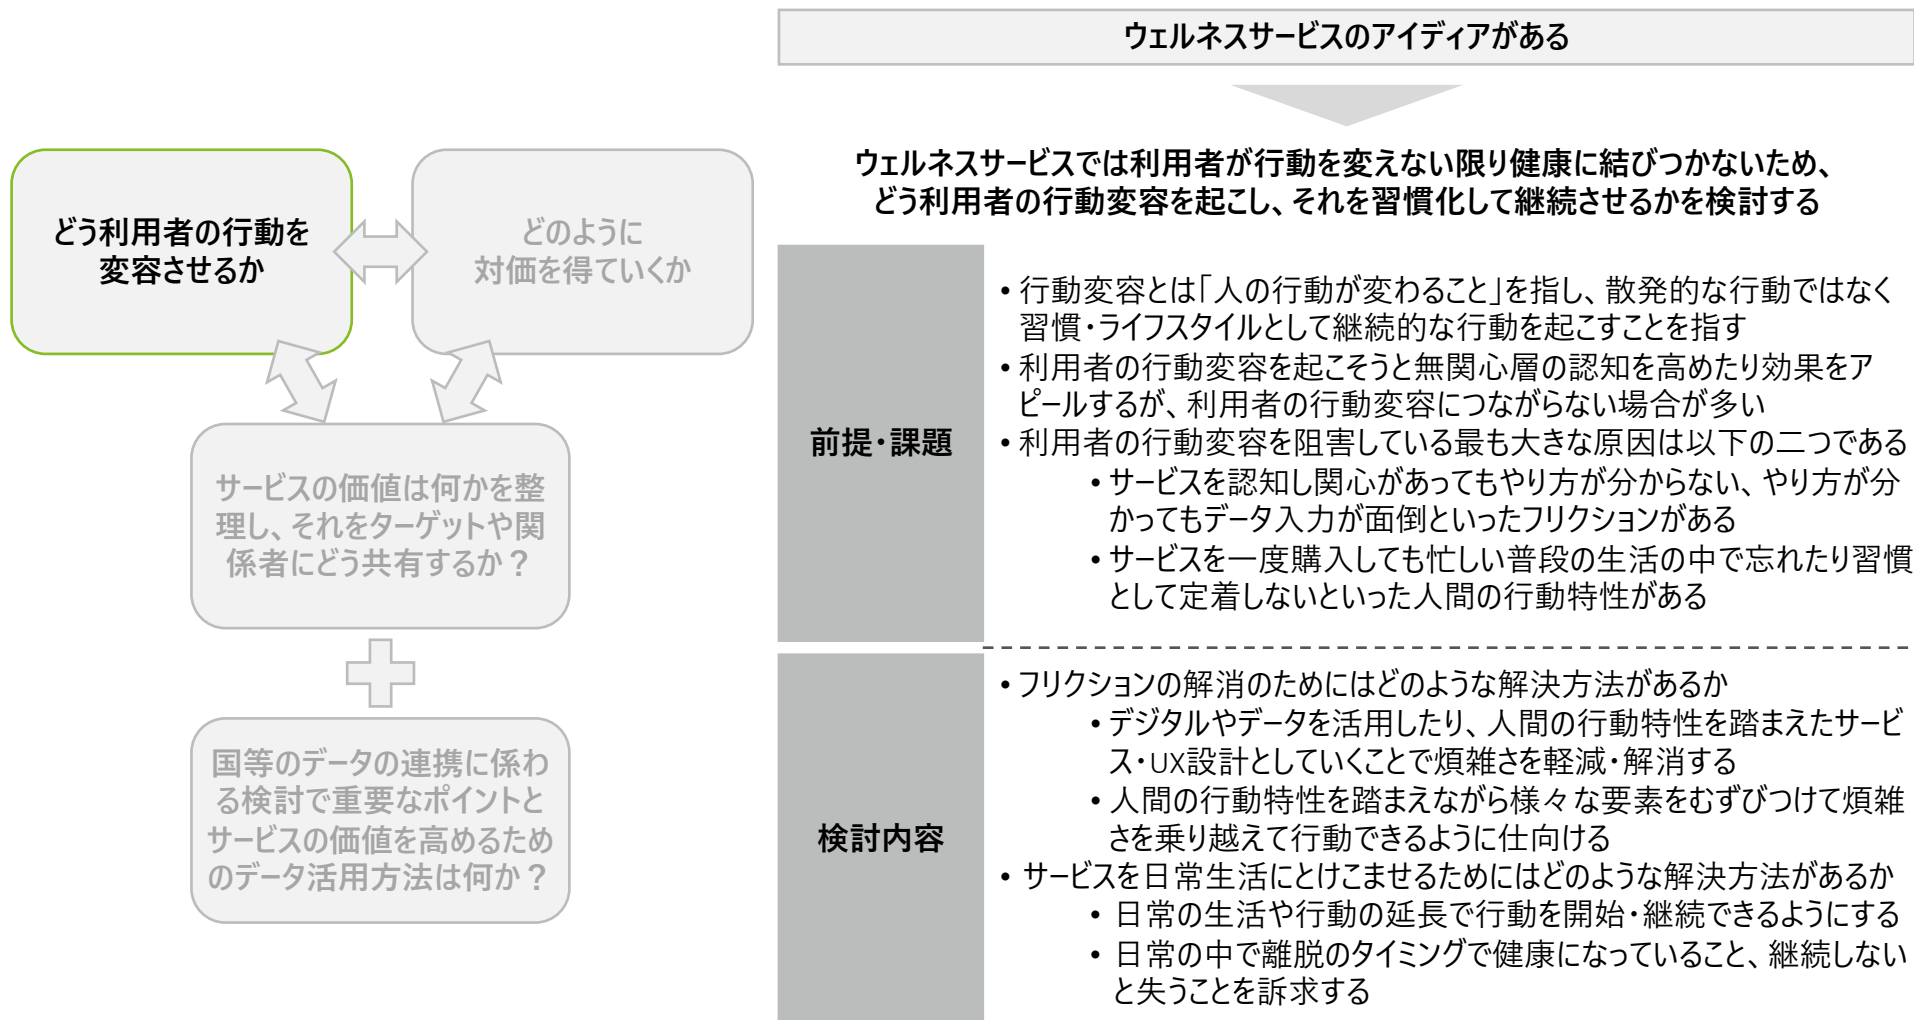 ウェルネスサービスのアイディアがある
ウェルネスサービスでは利用者が行動を変えない限り健康に結びつかないため、
どう利用者の行動変容を起こし、それを習慣化して継続させるかを検討する
どう利用者の行動を
変容させるか
どのように
対価を得ていくか
サービスの価値は何かを整
理し、それをターゲットや関
係者にどう共有するか？
国等のデータの連携に係わ
る検討で重要なポイントと
サービスの価値を高めるため
のデータ活用方法は何か？
前提・課題
• 行動変容とは「人の行動が変わること」を指し、散発的な行動ではなく
習慣・ライフスタイルとして継続的な行動を起こすことを指す
• 利用者の行動変容を起こそうと無関心層の認知を高めたり効果をア
ピールするが、利用者の行動変容につながらない場合が多い
• 利用者の行動変容を阻害している最も大きな原因は以下の二つである
• サービスを認知し関心があってもやり方が分からない、やり方が分
かってもデータ入力が面倒といったフリクションがある
• サービスを一度購入しても忙しい普段の生活の中で忘れたり習慣
として定着しないといった人間の行動特性がある
検討内容
• フリクションの解消のためにはどのような解決方法があるか
• デジタルやデータを活用したり、人間の行動特性を踏まえたサービ
ス・UX設計としていくことで煩雑さを軽減・解消する
• 人間の行動特性を踏まえながら様々な要素をむずびつけて煩雑
さを乗り越えて行動できるように仕向ける
• サービスを日常生活にとけこませるためにはどのような解決方法があるか
• 日常の生活や行動の延長で行動を開始・継続できるようにする
• 日常の中で離脱のタイミングで健康になっていること、継続しない
と失うことを訴求する